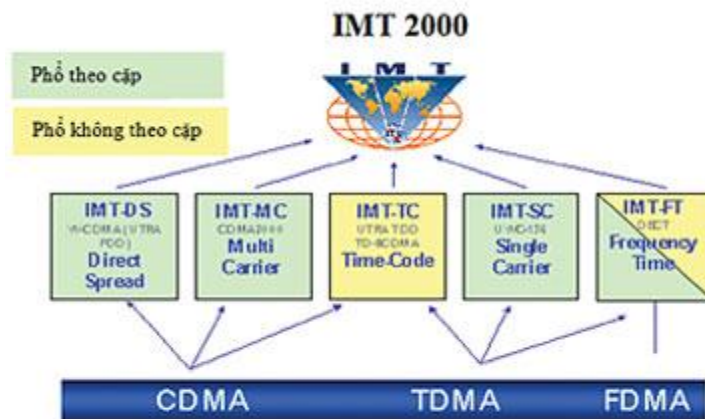 IMT 2000
I M T
Phổ theo cặp
Phổ không theo cặp
IMT-DS
W-CDMA (UTRA
FDD)
Direct
Spread
IMT-MC
CDMA2000
Multi
Carrier
IMT-TC
UTRA TDD
TD-SCDMA
Time-Code
IMT-SC
UWC-136
Single
Carrier
IMT-FT
DECT
Frequency
Time
CDMA
TDMA
FDMA